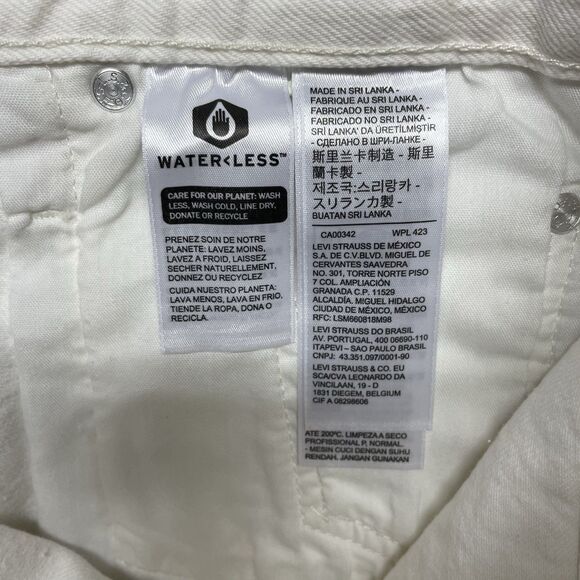 WATER<LESS™
CARE FOR OUR PLANET: WASH
LESS, WASH COLD, LINE DRY,
DONATE OR RECYCLE
PRENEZ SOIN DE NOTRE
PLANETE: LAVEZ MOINS,
LAVEZ A FROID, LAISSEZ
SECHER NATURELLEMENT,
DONNEZ OU RECYCLEZ
CUIDA NUESTRO PLANETA:
LAVA MENOS, LAVA EN FRIO,
TIENDE LA ROPA, DONA O
RECICLA.
MADE IN SRI LANKA -
FABRIQUE AU SRI LANKA -
FABRICADO EN SRI LANKA -
FABRICADO NO SRI LANKA -
SRİ LANKA' DA ÜRETİLMİŞTİR
- СДЕЛАНО В ШРИ-ЛАНКЕ -
斯里兰卡制造 - 斯里
蘭卡製 -
제조국:스리랑카 -
スリランカ製 -
BUATAN SRI LANKA
CA00342 WPL 423
LEVI STRAUSS DE MÉXICO
S.A. DE C.V.BLVD. MIGUEL DE
CERVANTES SAAVEDRA
NO. 301, TORRE NORTE PISO
7 COL. AMPLIACIÓN
GRANADA C.P. 11529
ALCALDÍA. MIGUEL HIDALGO
CIUDAD DE MÉXICO, MÉXICO
RFC: LSM660818M98
LEVI STRAUSS DO BRASIL
AV. PORTUGAL, 400 06690-110
ITAPEVI – SAO PAULO BRASIL
CNPJ: 43.351.097/0001-90
LEVI STRAUSS & CO. EU
SCA/CVA LEONARDO DA
VINCILAAN, 19 - D
1831 DIEGEM, BELGIUM
CIF A 08298606
ATÉ 200ºC. LIMPEZA A SECO
PROFISSIONAL P, NORMAL.
- MESIN CUCI DENGAN SUHU
RENDAH. JANGAN GUNAKAN